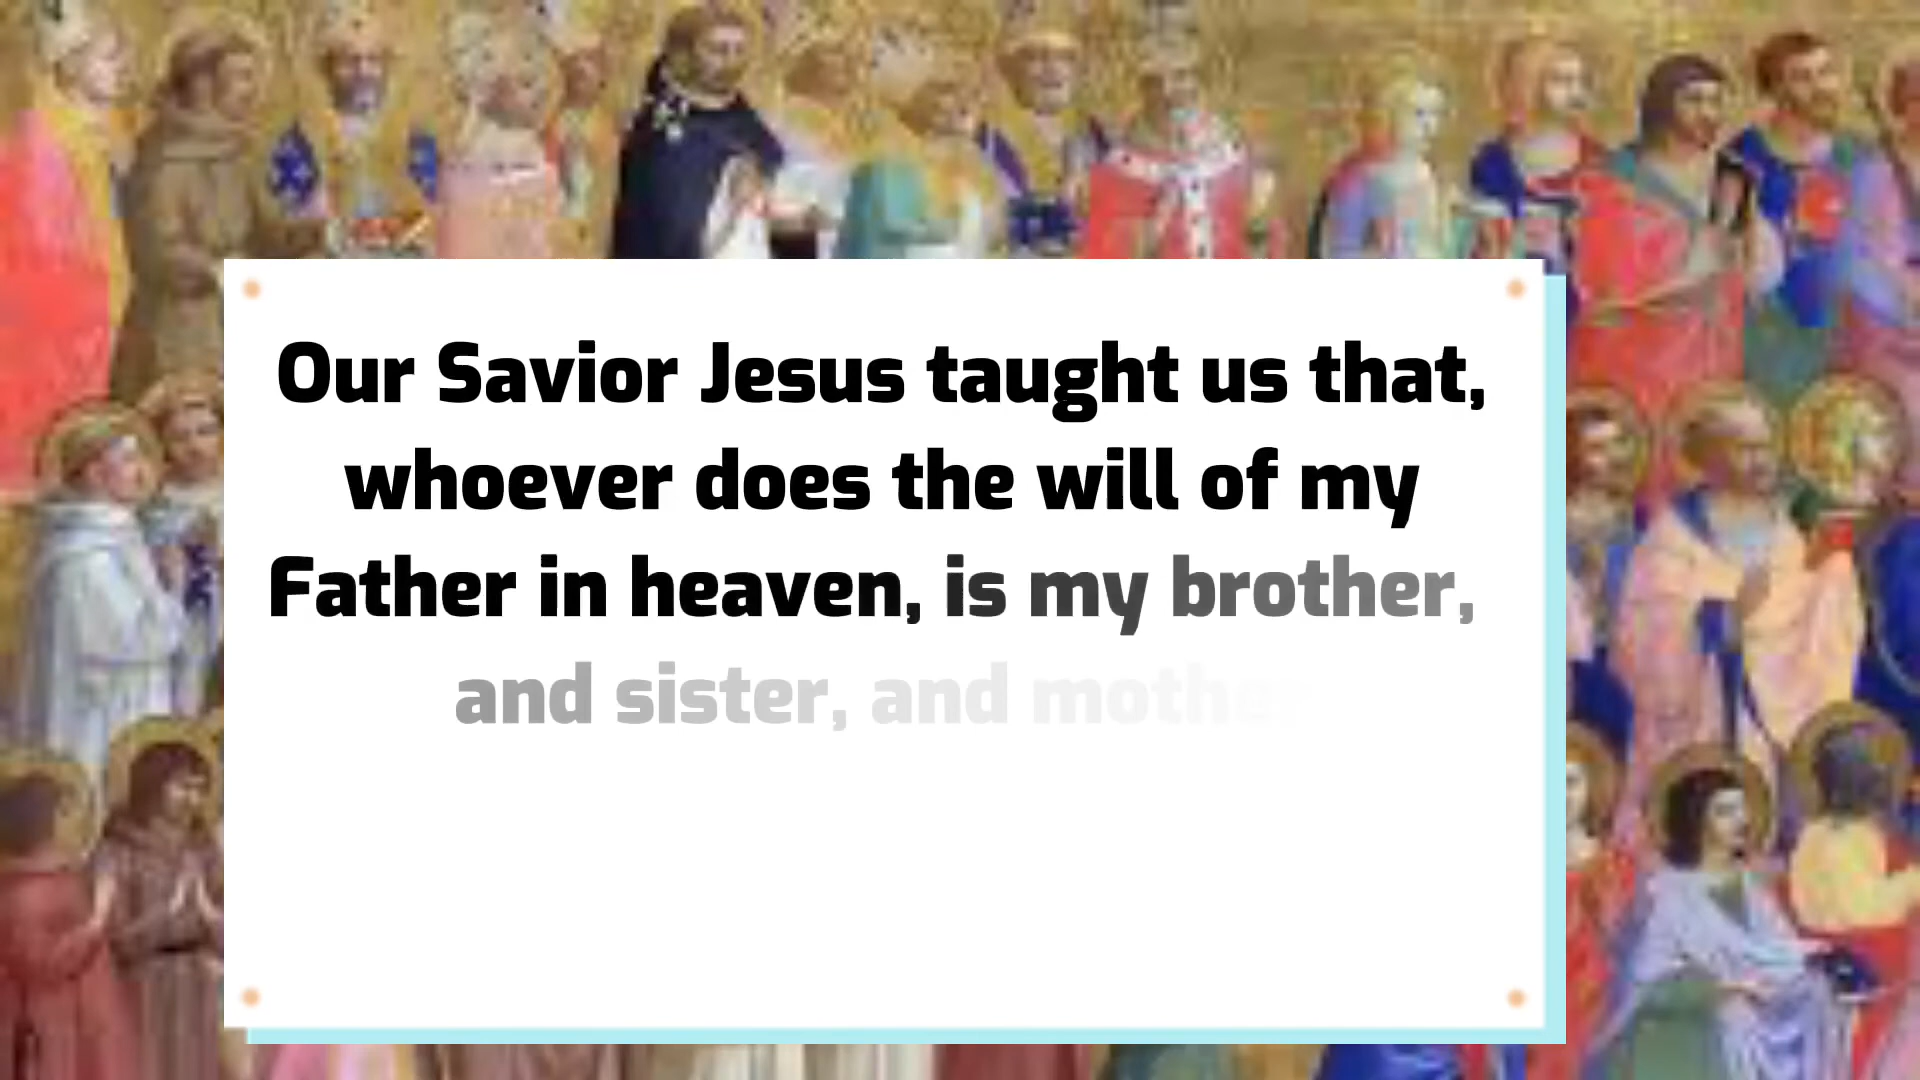 Our Savior Jesus taught us that,
whoever does the will of my
Father in heaven, is my brother,
and sister, and mother